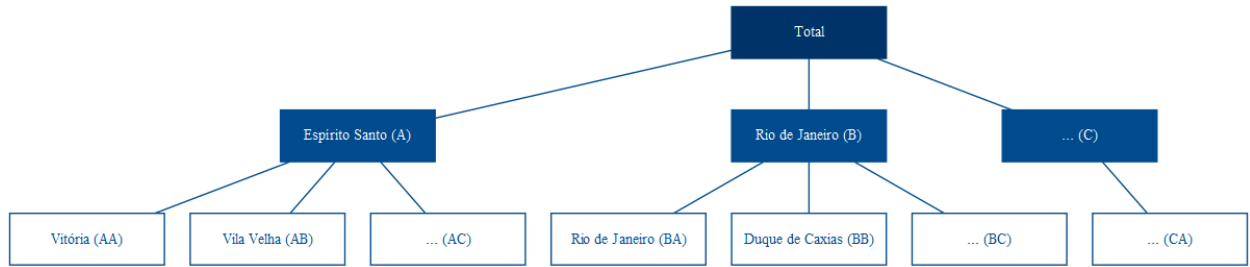 Total
Espírito Santo (A)
Rio de Janeiro (B)
... (C)
Vitória (AA)
Vila Velha (AB)
... (AC)
Rio de Janeiro (BA)
Duque de Caxias (BB)
... (BC)
... (CA)